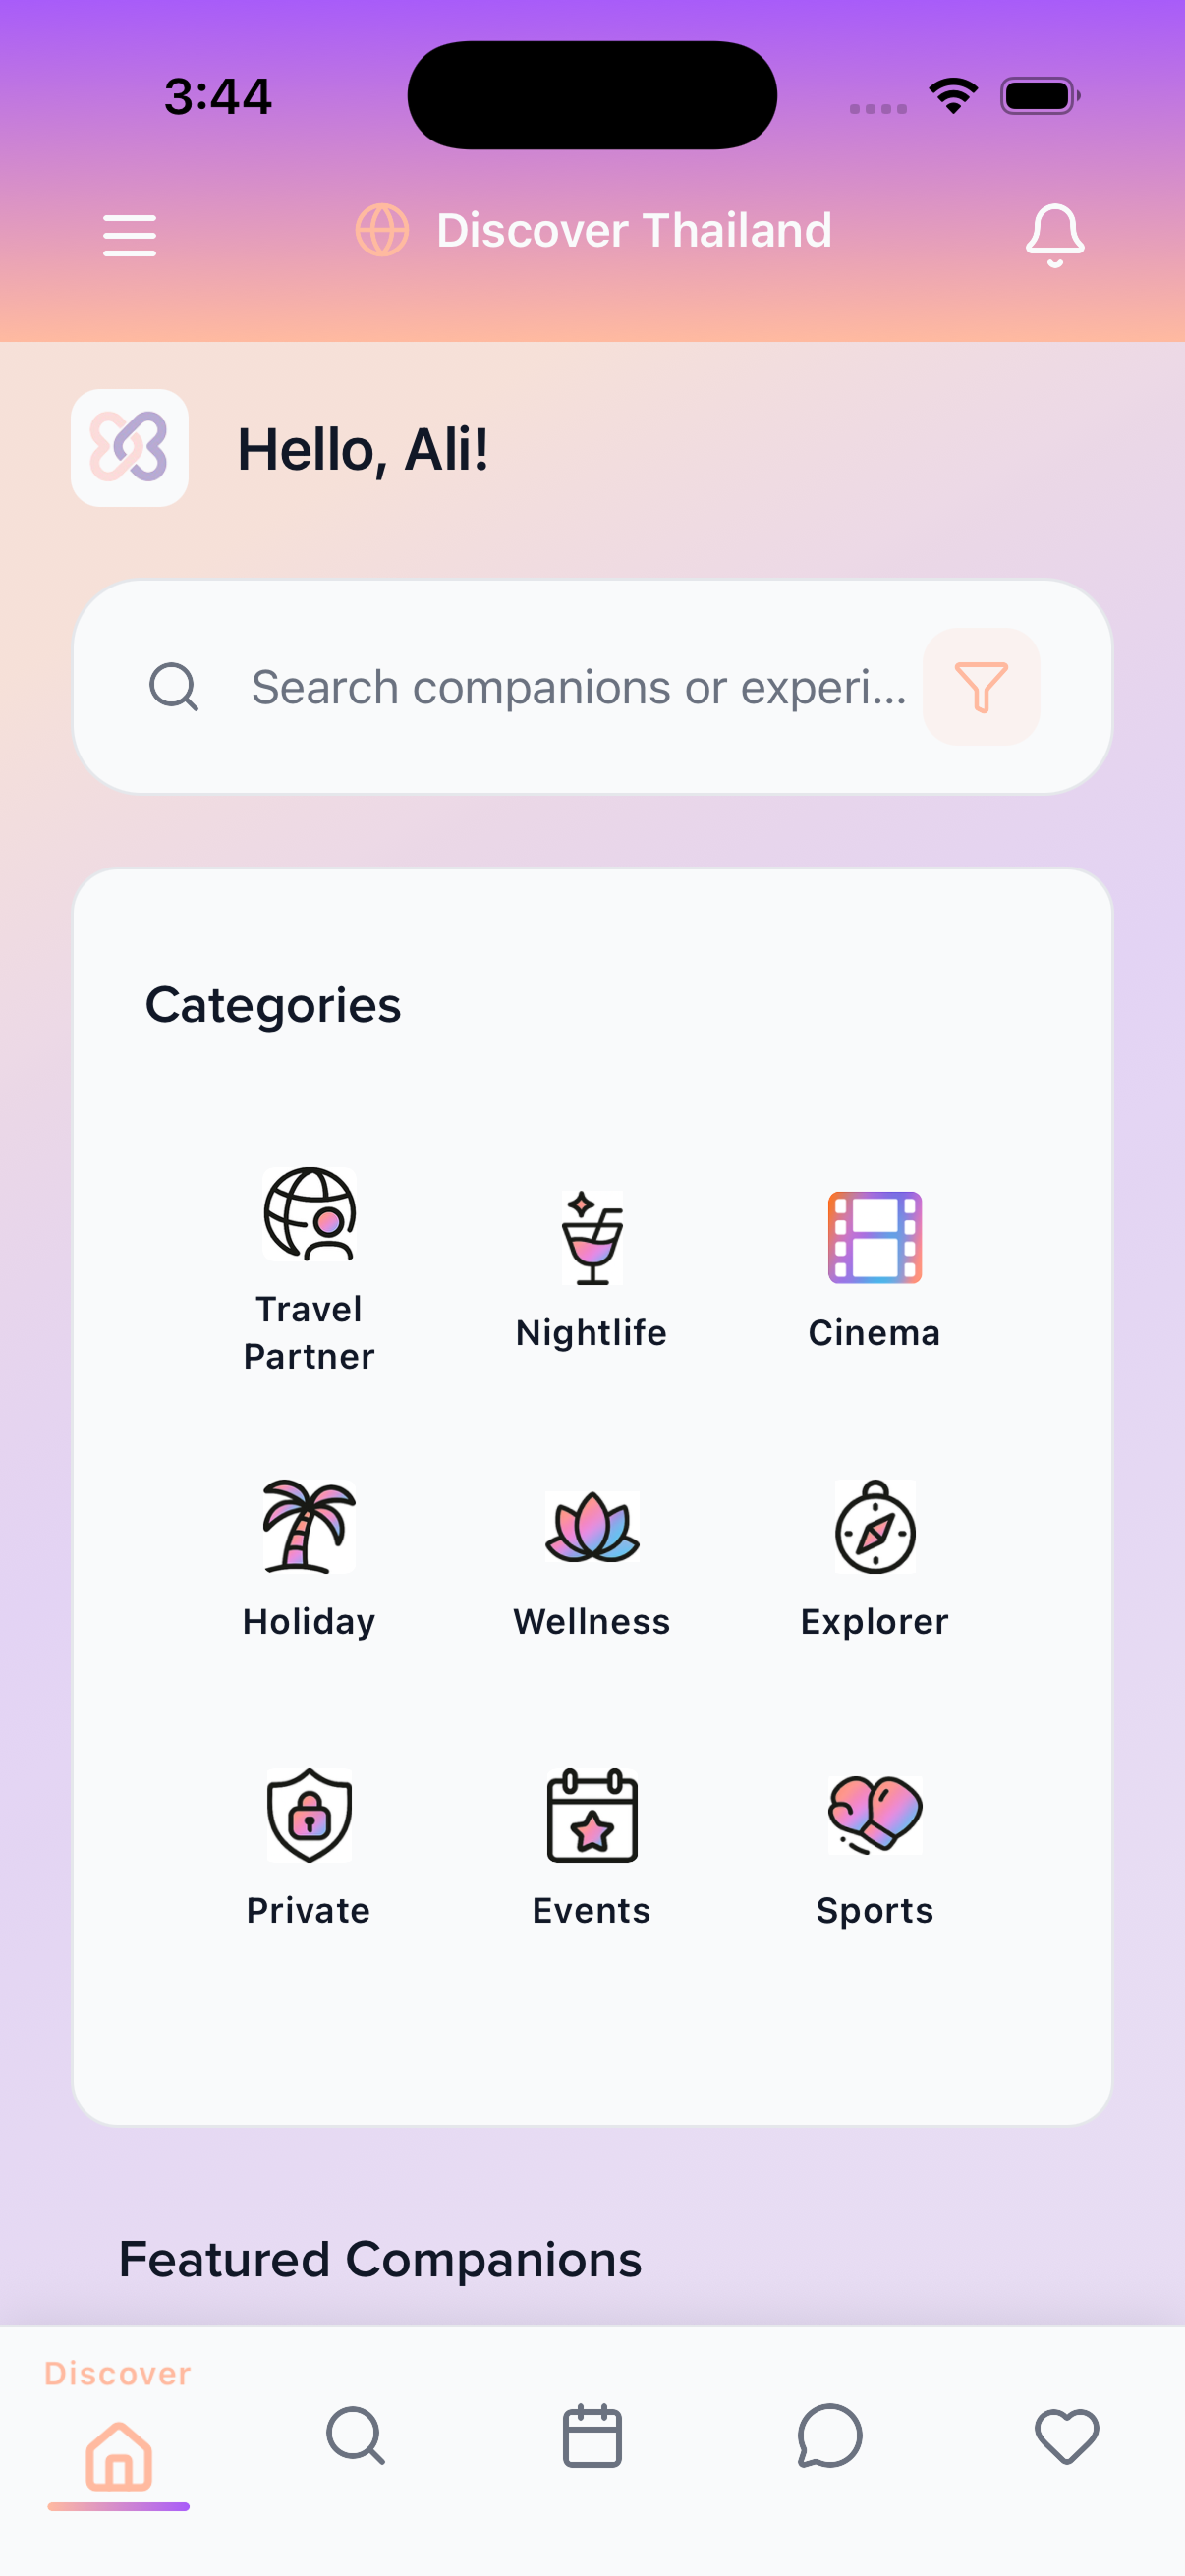 3:44
Discover Thailand
Hello, Ali!
Search companions or experi...
Categories
Travel
Partner
Nightlife
Cinema
Holiday
Wellness
Explorer
Private
Events
Sports
Featured Companions
Discover